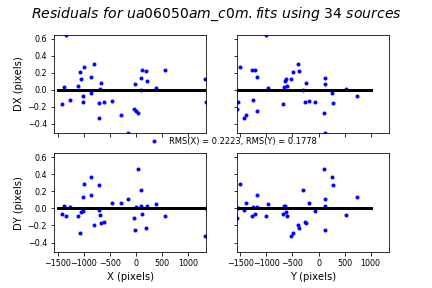 Residuals for ua06050am_c0m.fits using 34 sources
DX (pixels)
0.6
0.4
0.2
0.0
−0.2
−0.4
RMS(X) = 0.2223, RMS(Y) = 0.1778
DY (pixels)
0.6
0.4
0.2
0.0
−0.2
−0.4
−1500 −1000 −500 0 500 1000
X (pixels)
−1500 −1000 −500 0 500 1000
Y (pixels)